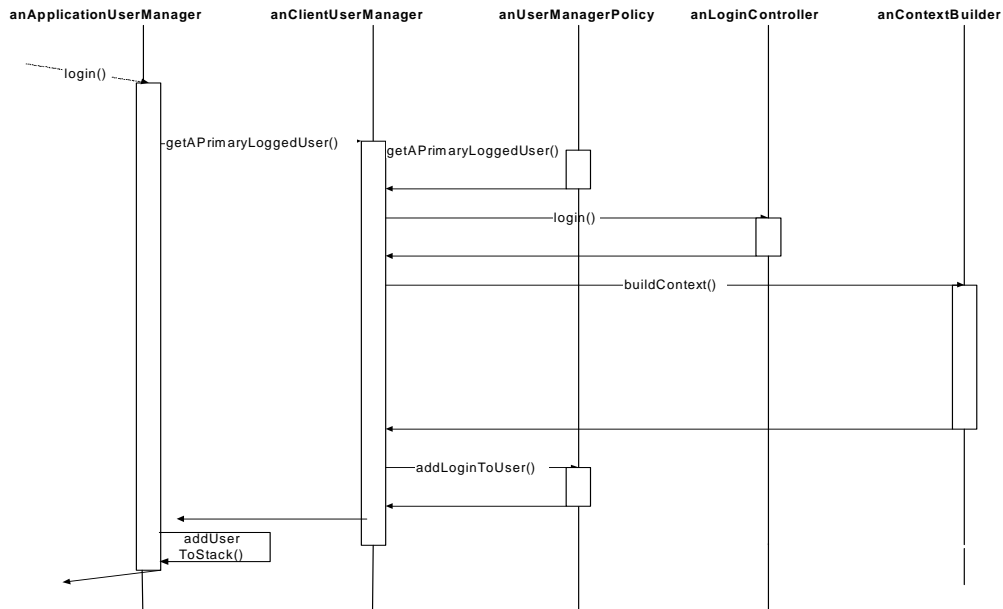 anApplicationUserManager
anClientUserManager
anUserManagerPolicy
anLoginController
anContextBuilder
login()
getAPrimaryLoggedUser()
getAPrimaryLoggedUser()
login()
buildContext()
addLoginToUser()
addUser
ToStack()